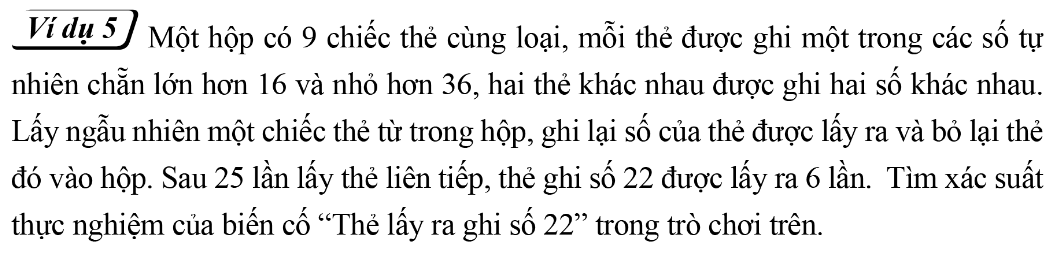 Ví dụ 5 Một hộp có 9 chiếc thẻ cùng loại, mỗi thẻ được ghi một trong các số tự
nhiên chẵn lớn hơn 16 và nhỏ hơn 36, hai thẻ khác nhau được ghi hai số khác nhau.
Lấy ngẫu nhiên một chiếc thẻ từ trong hộp, ghi lại số của thẻ được lấy ra và bỏ lại thẻ
đó vào hộp. Sau 25 lần lấy thẻ liên tiếp, thẻ ghi số 22 được lấy ra 6 lần. Tìm xác suất
thực nghiệm của biến cố “Thẻ lấy ra ghi số 22” trong trò chơi trên.